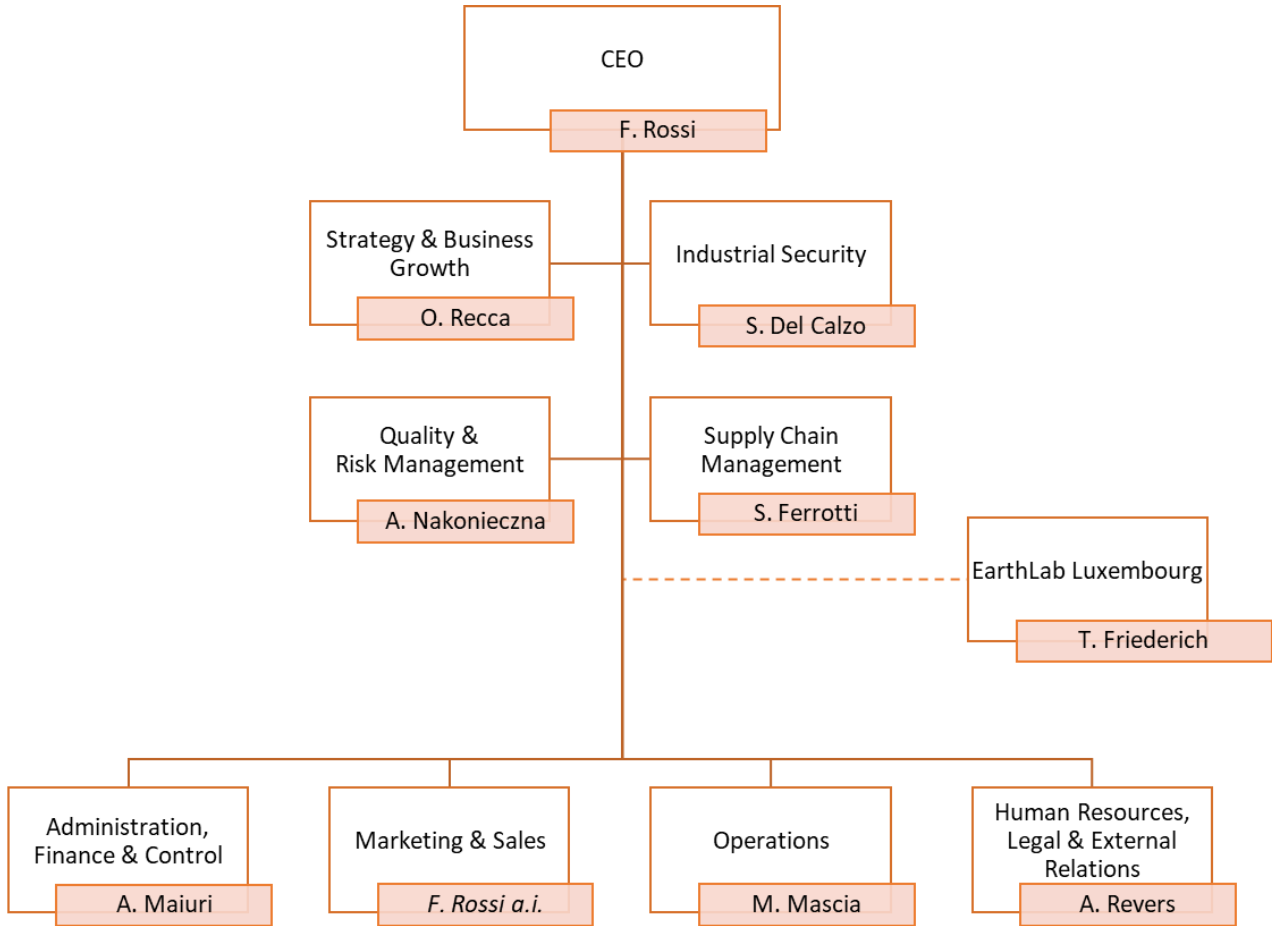 CEO
F. Rossi
Strategy & Business
Growth
O. Recca
Industrial Security
S. Del Calzo
Quality &
Risk Management
A. Nakonieczna
Supply Chain
Management
S. Ferrotti
EarthLab Luxembourg
T. Friederich
Administration,
Finance & Control
A. Maiuri
Marketing & Sales
F. Rossi a.i.
Operations
M. Mascia
Human Resources,
Legal & External
Relations
A. Revers